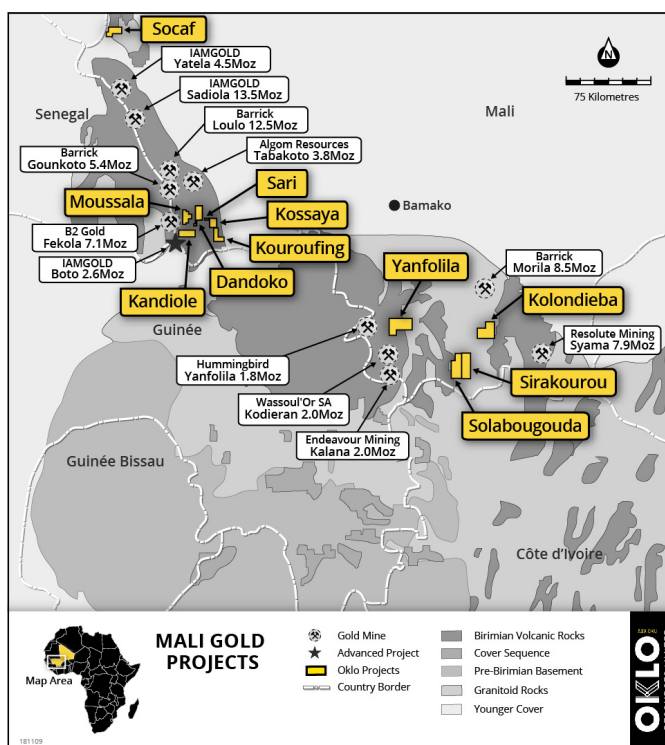 Socaf
IAMGOLD
Yatela 4.5Moz
IAMGOLD
Sadiola 13.5Moz
N
75 Kilometres
Senegal
Mali
Barrick
Loulo 12.5Moz
Algom Resources
Tabakoto 3.8Moz
Barrick
Gounkoto 5.4Moz
Sari
Moussala
Kossaya
Bamako
B2 Gold
Fekola 7.1Moz
Kouroufing
IAMGOLD
Boto 2.6Moz
Dandoko
Yanfolila
Barrick
Morila 8.5Moz
Kandiole
Kolondieba
Guinée
Resolute Mining
Syama 7.9Moz
Hummingbird
Yanfolila 1.8Moz
Sirakourou
Wassoul'Or SA
Kodieran 2.0Moz
Solabougouda
Endeavour Mining
Kalana 2.0Moz
Guinée Bissau
Côte d'Ivoire
MALI GOLD
PROJECTS
Map Area
Gold Mine
Advanced Project
Oklo Projects
Country Border
Birimian Volcanic Rocks
Cover Sequence
Pre-Birimian Basement
Granitoid Rocks
Younger Cover
OKLO
181109